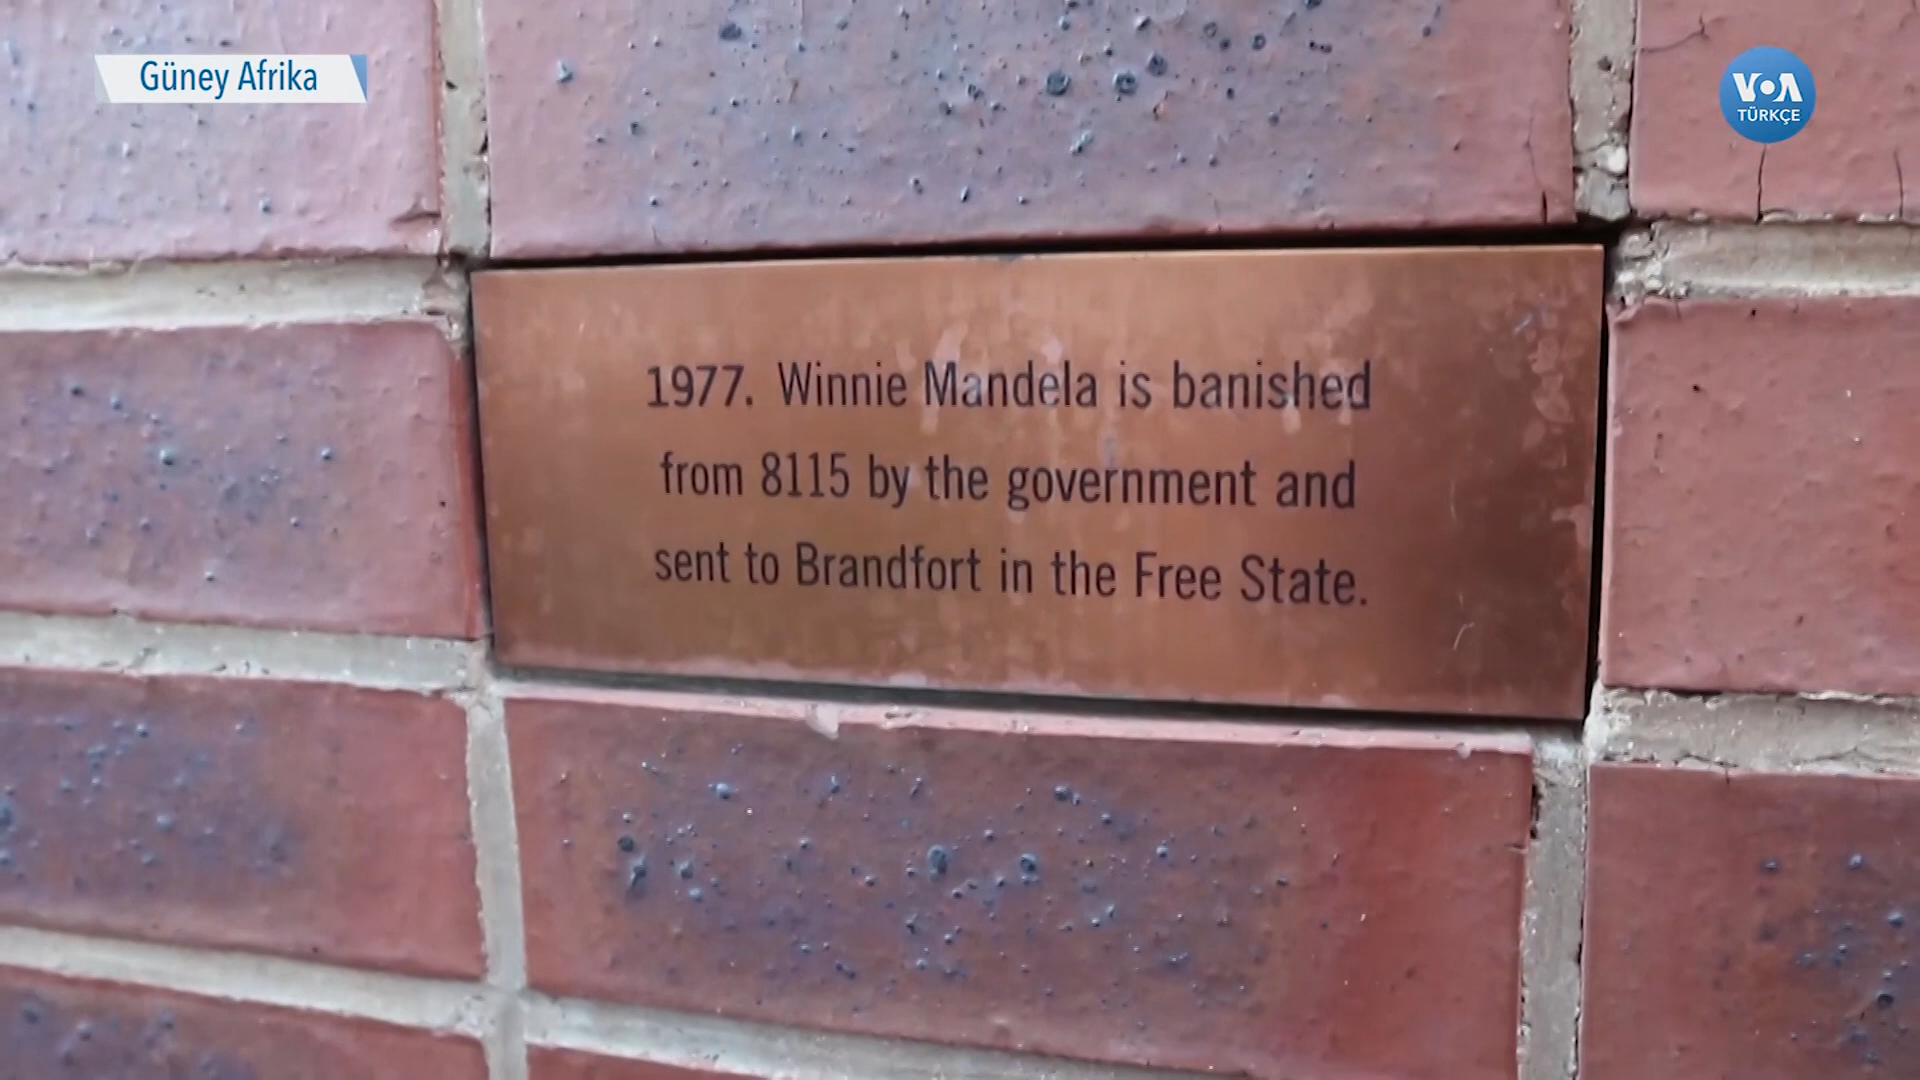 Güney Afrika
VOA
TÜRKÇE
1977. Winnie Mandela is banished
from 8115 by the government and
sent to Brandfort in the Free State.